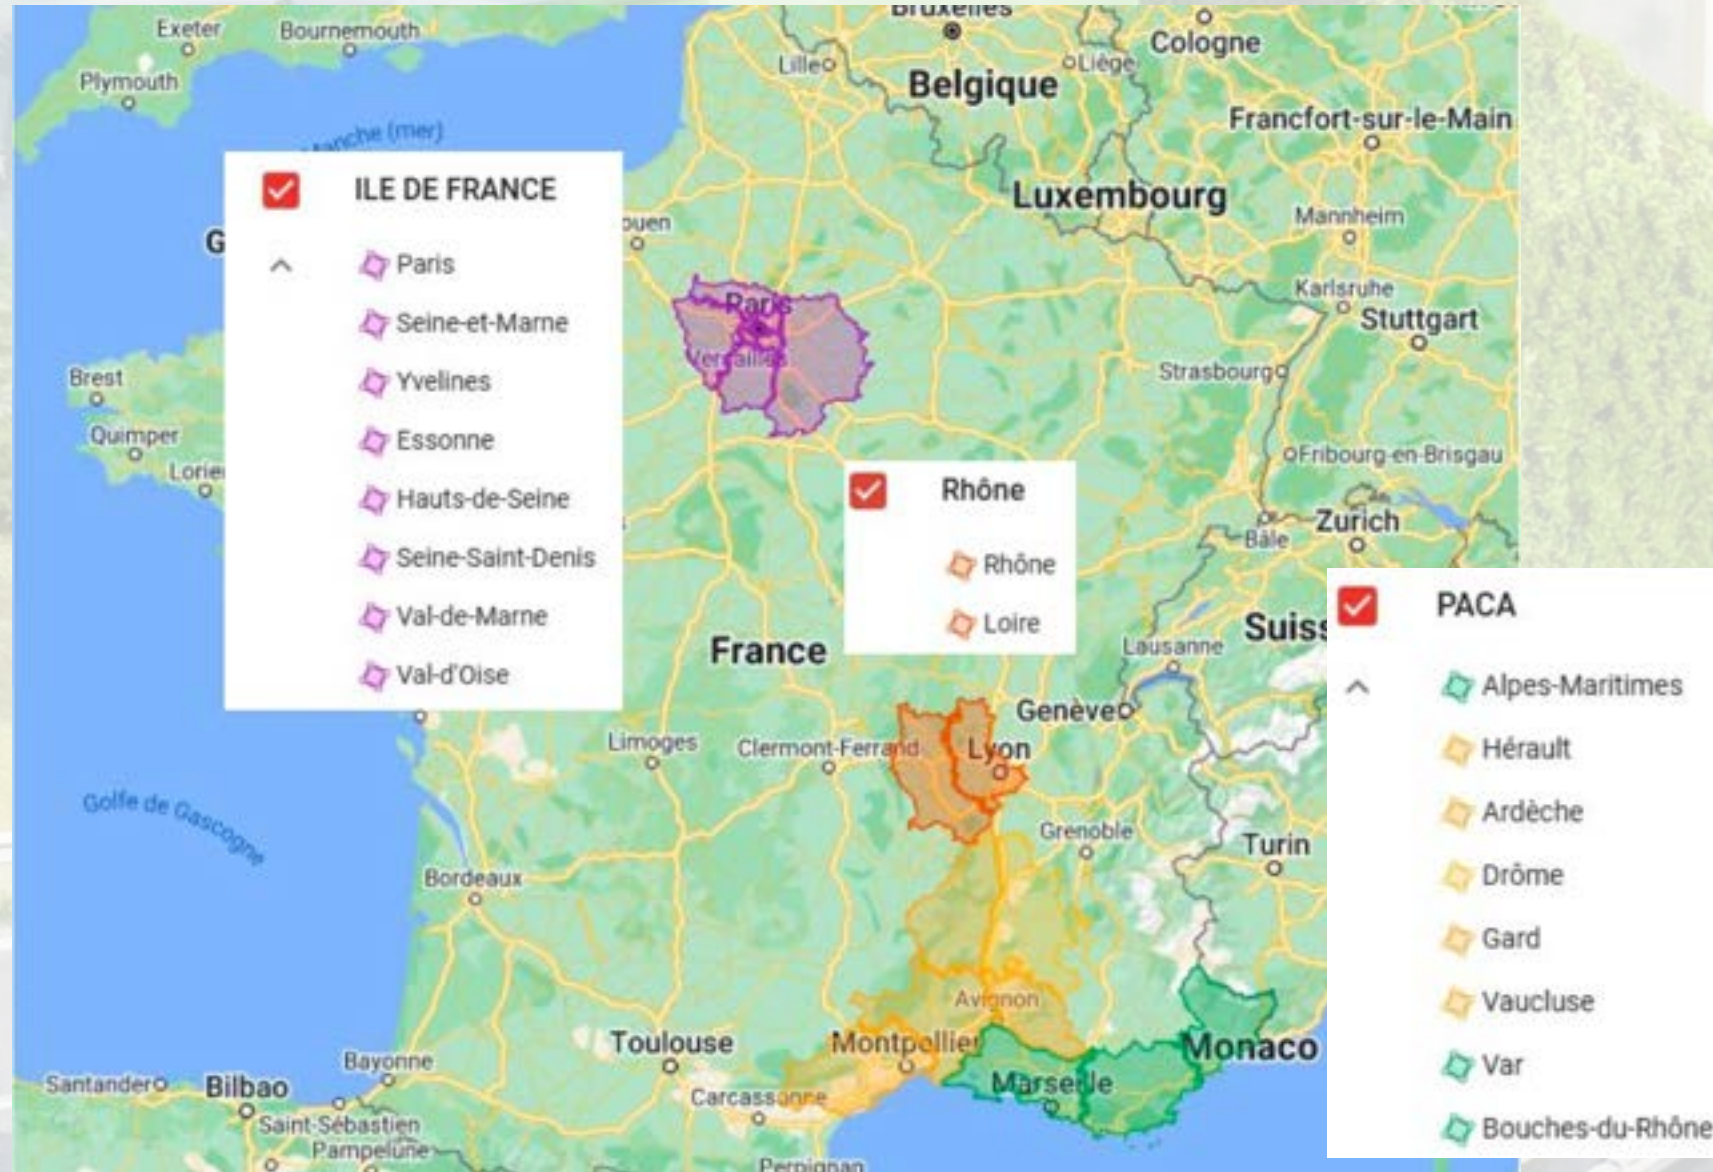 Bruxelles
Exeter
Bournemouth
Cologne
Lille
Liège
Plymouth
Belgique
Francfort-sur-le-Main
Manche (mer)
ILE DE FRANCE
Luxembourg
Mannheim
Paris
Seine-et-Marne
Yvelines
Essonne
Hauts-de-Seine
Seine-Saint-Denis
Val-de-Marne
Val-d'Oise
Karlsruhe
Paris
Stuttgart
Versailles
Strasbourg
Brest
Quimper
Fribourg-en-Brisgau
Rhône
Rhône
Loire
Zurich
Bâle
PACA
Alpes-Maritimes
Hérault
Ardèche
Drôme
Gard
Vaucluse
Var
Bouches-du-Rhône
France
Lausanne
Genève
Limoges
Clermont-Ferrand
Lyon
Golfe de Gascogne
Grenoble
Turin
Bordeaux
Avignon
Toulouse
Montpellier
Monaco
Bayonne
Marseille
Santander
Bilbao
Carcassonne
Saint-Sébastien
Pampelune
Perpignan